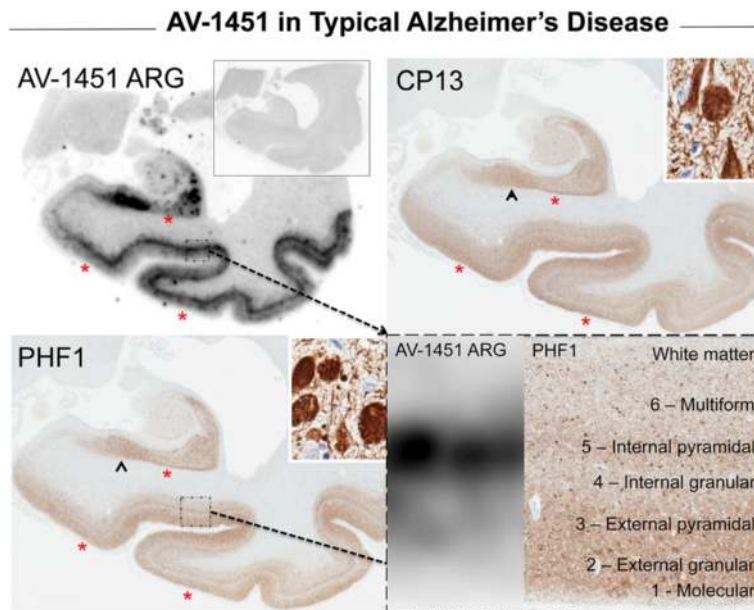 AV-1451 in Typical Alzheimer's Disease
AV-1451 ARG
CP13
PHF1
AV-1451 ARG
PHF1
White matter
6 – Multiform
5 – Internal pyramidal
4 – Internal granular
3 – External pyramidal
2 – External granular
1 - Molecular